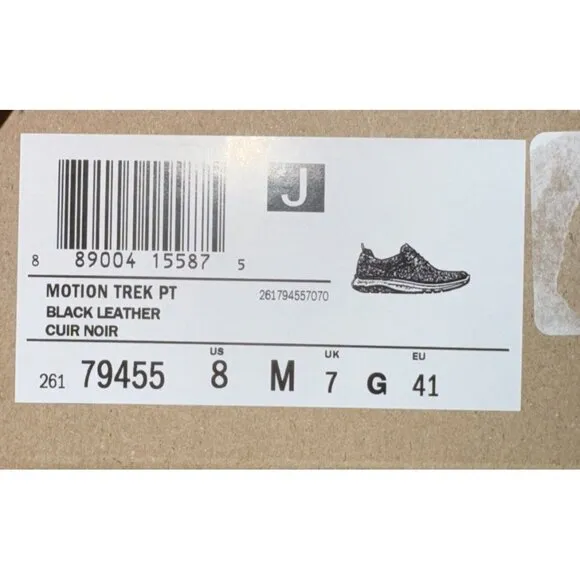 J
8 89004 15587 5
MOTION TREK PT 261794557070
BLACK LEATHER
CUIR NOIR
US UK EU
261 79455 8 M 7 G 41